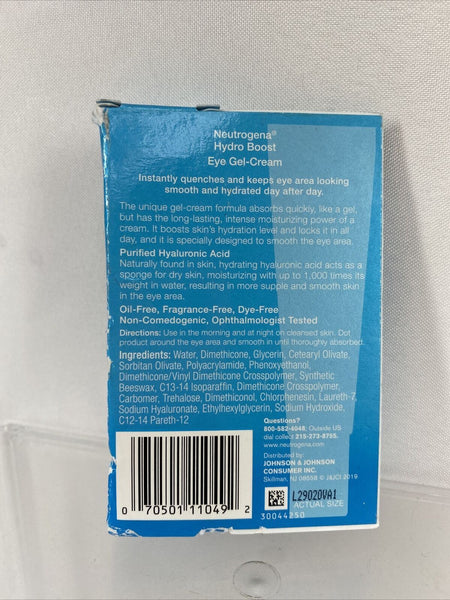 Neutrogena®
Hydro Boost
Eye Gel-Cream
Instantly quenches and keeps eye area looking
smooth and hydrated day after day.
The unique gel-cream formula absorbs quickly, like a gel,
but has the long-lasting, intense moisturizing power of a
cream. It boosts skin's hydration level and locks it in all
day, and it is specially designed to smooth the eye area.
Purified Hyaluronic Acid
Naturally found in skin, hydrating hyaluronic acid acts as a
sponge for dry skin, moisturizing with up to 1,000 times its
weight in water, resulting in more supple and smooth skin
in the eye area.
Oil-Free, Fragrance-Free, Dye-Free
Non-Comedogenic, Ophthalmologist Tested
Directions: Use in the morning and at night on cleansed skin. Dot
product around the eye area and smooth in until thoroughly absorbed.
Ingredients: Water, Dimethicone, Glycerin, Cetearyl Olivate,
Sorbitan Olivate, Polyacrylamide, Phenoxyethanol,
Dimethicone/Vinyl Dimethicone Crosspolymer, Synthetic
Beeswax, C13-14 Isoparaffin, Dimethicone Crosspolymer,
Carbomer, Trehalose, Dimethiconol, Chlorphenesin, Laureth-7,
Sodium Hyaluronate, Ethylhexylglycerin, Sodium Hydroxide,
C12-14 Pareth-12
Questions?
800-582-4048; Outside US
dial collect 215-273-8755.
www.neutrogena.com
Distributed by:
JOHNSON & JOHNSON
CONSUMER INC.
Skillman, NJ 08558 © J&JCI 2019
L29020VA1
ACTUAL SIZE
30044250
0 70501 11049 2